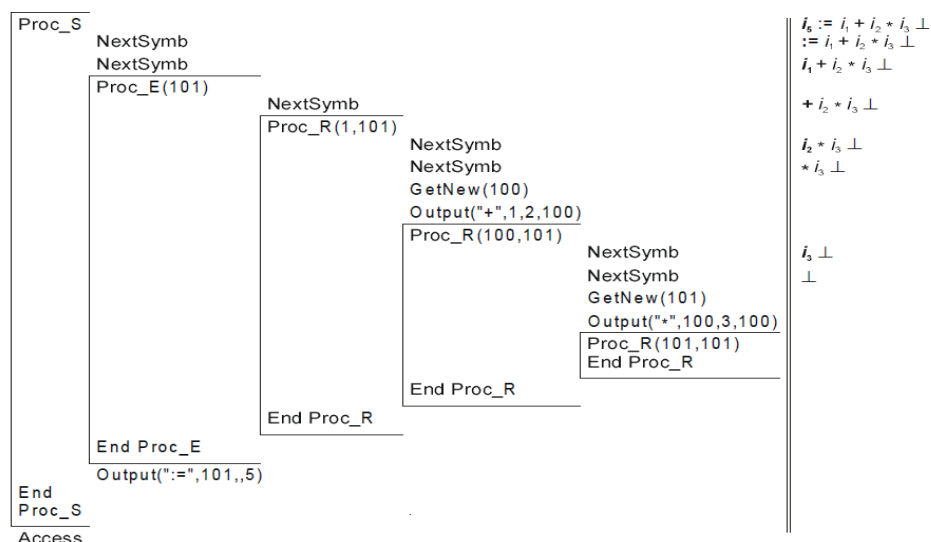 Proc_S i₅ := i₁ + i₂ * i₃ ⊥
NextSymb := i₁ + i₂ * i₃ ⊥
NextSymb i₁ + i₂ * i₃ ⊥
Proc_E(101)
NextSymb + i₂ * i₃ ⊥
Proc_R(1,101)
NextSymb i₂ * i₃ ⊥
NextSymb * i₃ ⊥
GetNew(100)
Output("+",1,2,100)
Proc_R(100,101)
NextSymb i₃ ⊥
NextSymb ⊥
GetNew(101)
Output("*",100,3,100)
Proc_R(101,101)
End Proc_R
End Proc_R
End Proc_R
End Proc_E
Output(":=",101,,5)
End
Proc_S
Access